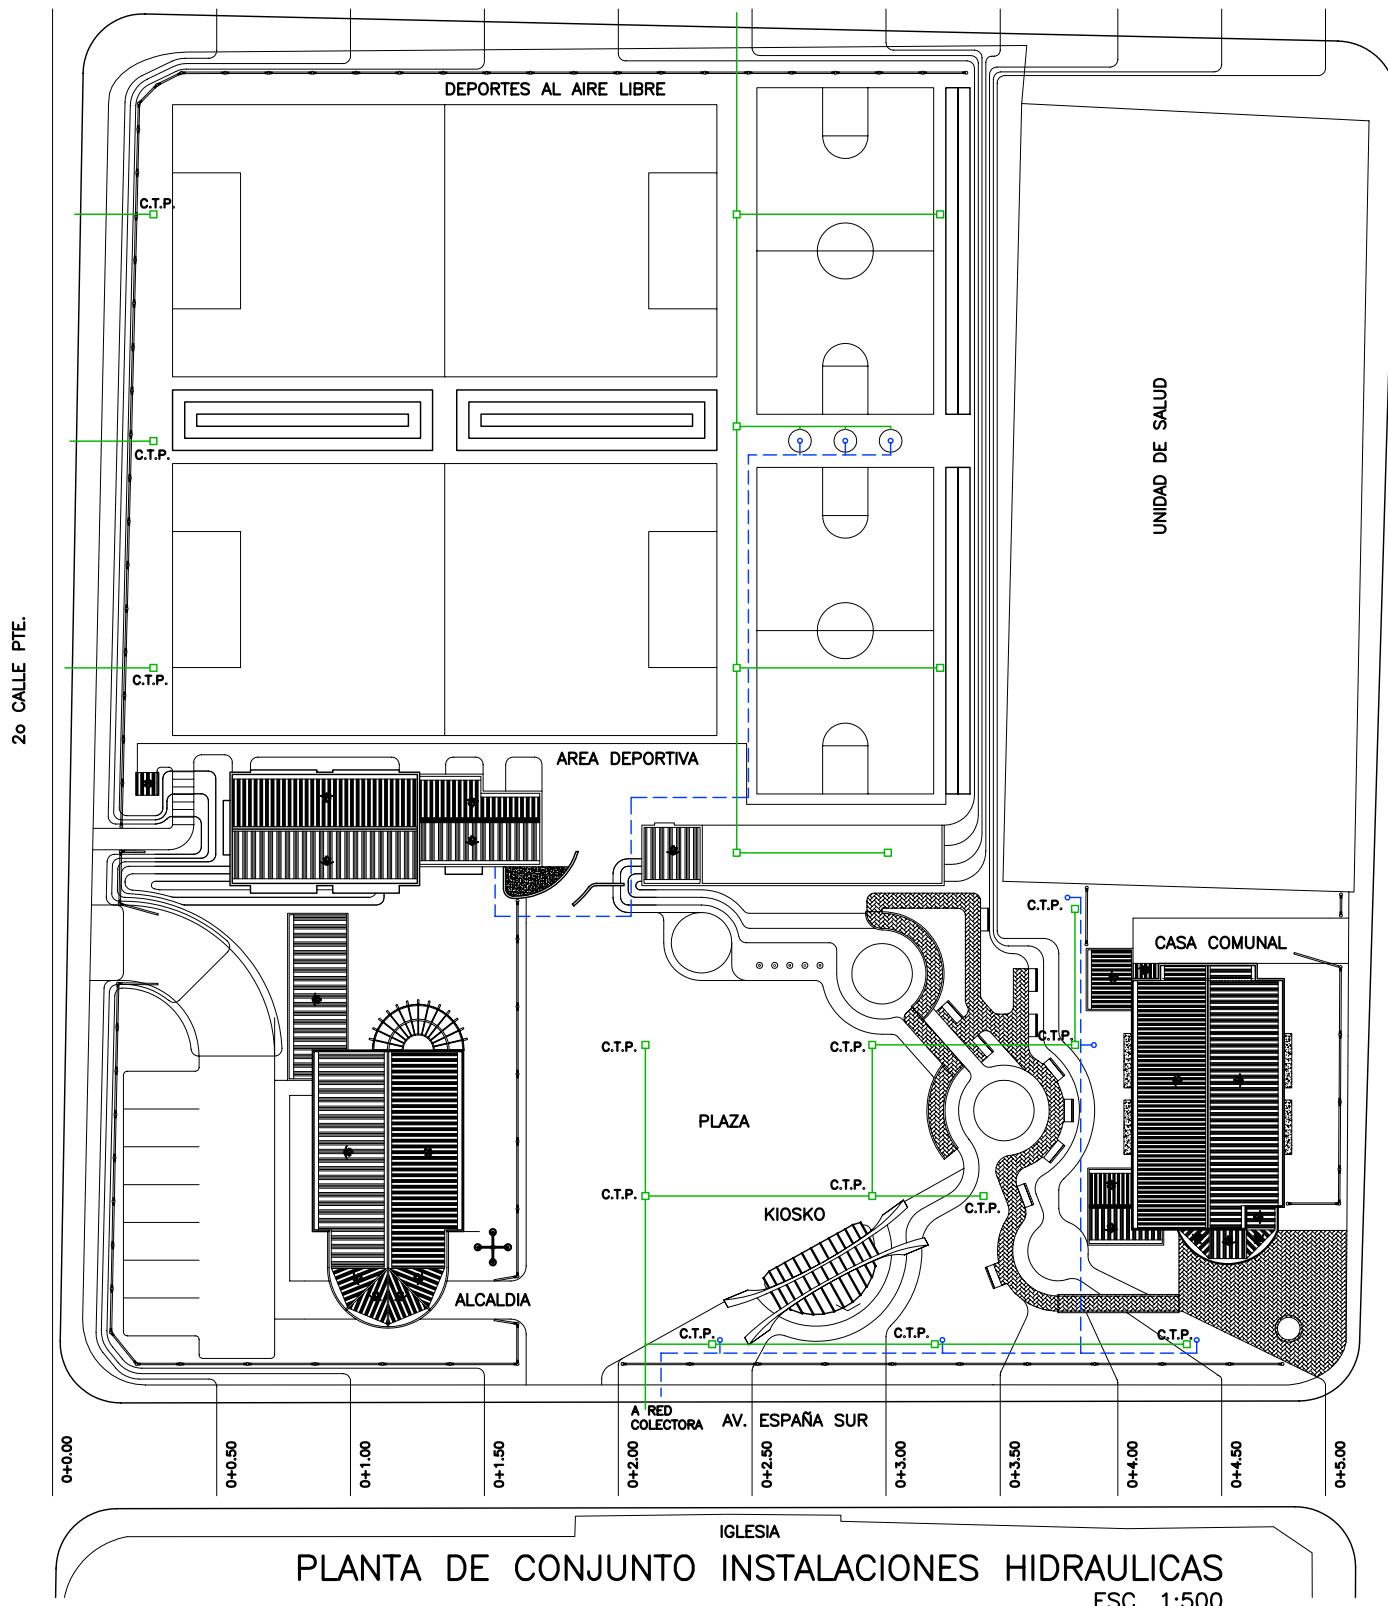 DEPORTES AL AIRE LIBRE
C.T.P.
C.T.P.
UNIDAD DE SALUD
2o CALLE PTE.
C.T.P.
AREA DEPORTIVA
C.T.P.
CASA COMUNAL
C.T.P.
C.T.P.
C.T.P.
PLAZA
C.T.P.
C.T.P.
C.T.P.
KIOSKO
ALCALDIA
C.T.P.
C.T.P.
C.T.P.
A RED
COLECTORA
AV. ESPAÑA SUR
0+0.00
0+0.50
0+1.00
0+1.50
0+2.00
0+2.50
0+3.00
0+3.50
0+4.00
0+4.50
0+5.00
IGLESIA
PLANTA DE CONJUNTO INSTALACIONES HIDRAULICAS
ESC 1:500